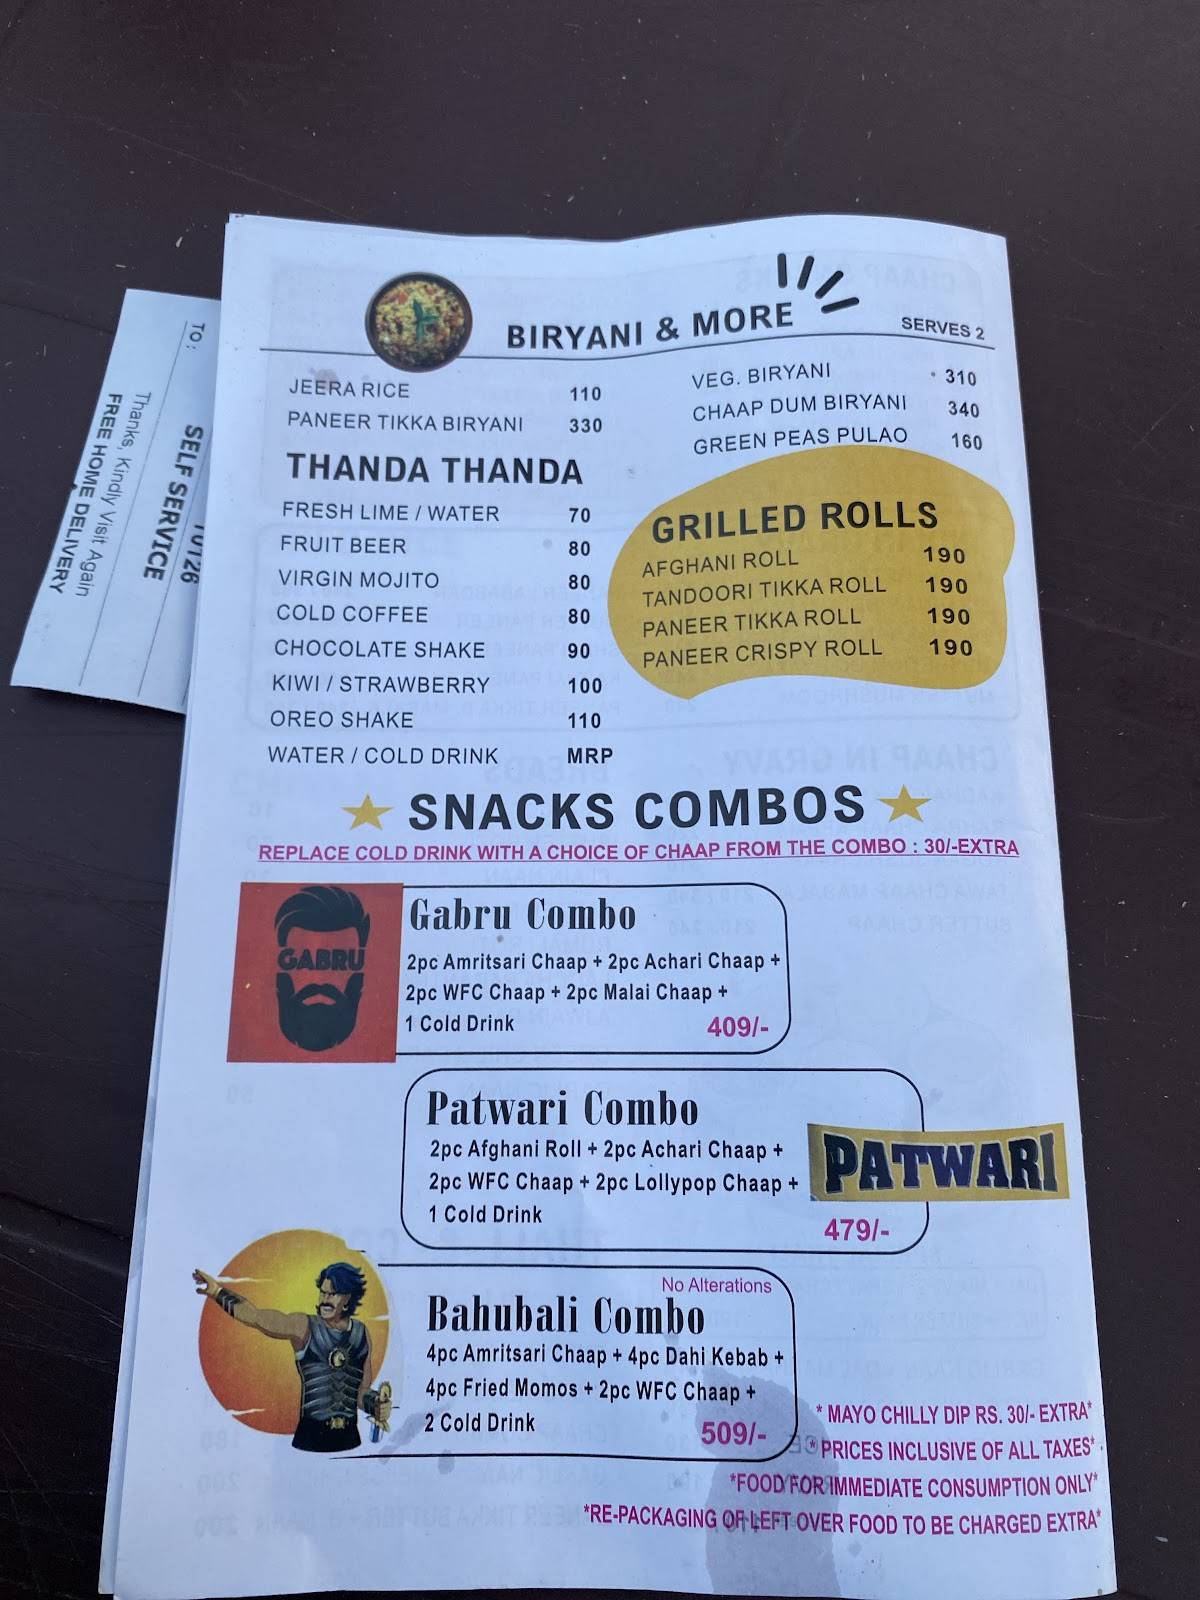 BIRYANI & MORE
SERVES 2
JEERA RICE 110
PANEER TIKKA BIRYANI 330
VEG. BIRYANI 310
CHAAP DUM BIRYANI 340
GREEN PEAS PULAO 160
THANDA THANDA
FRESH LIME / WATER 70
FRUIT BEER 80
VIRGIN MOJITO 80
COLD COFFEE 80
CHOCOLATE SHAKE 90
KIWI / STRAWBERRY 100
OREO SHAKE 110
WATER / COLD DRINK MRP
GRILLED ROLLS
AFGHANI ROLL 190
TANDOORI TIKKA ROLL 190
PANEER TIKKA ROLL 190
PANEER CRISPY ROLL 190
SNACKS COMBOS
REPLACE COLD DRINK WITH A CHOICE OF CHAAP FROM THE COMBO : 30/-EXTRA
GABRU
Gabru Combo
2pc Amritsari Chaap + 2pc Achari Chaap +
2pc WFC Chaap + 2pc Malai Chaap +
1 Cold Drink 409/-
Patwari Combo
2pc Afghani Roll + 2pc Achari Chaap +
2pc WFC Chaap + 2pc Lollypop Chaap +
1 Cold Drink
479/-
PATWARI
No Alterations
Bahubali Combo
4pc Amritsari Chaap + 4pc Dahi Kebab +
4pc Fried Momos + 2pc WFC Chaap +
2 Cold Drink 509/-
* MAYO CHILLY DIP RS. 30/- EXTRA*
* PRICES INCLUSIVE OF ALL TAXES*
*FOOD FOR IMMEDIATE CONSUMPTION ONLY*
*RE-PACKAGING OF LEFT OVER FOOD TO BE CHARGED EXTRA*
TO :
SELF SERVICE
Thanks, Kindly Visit Again
FREE HOME DELIVERY